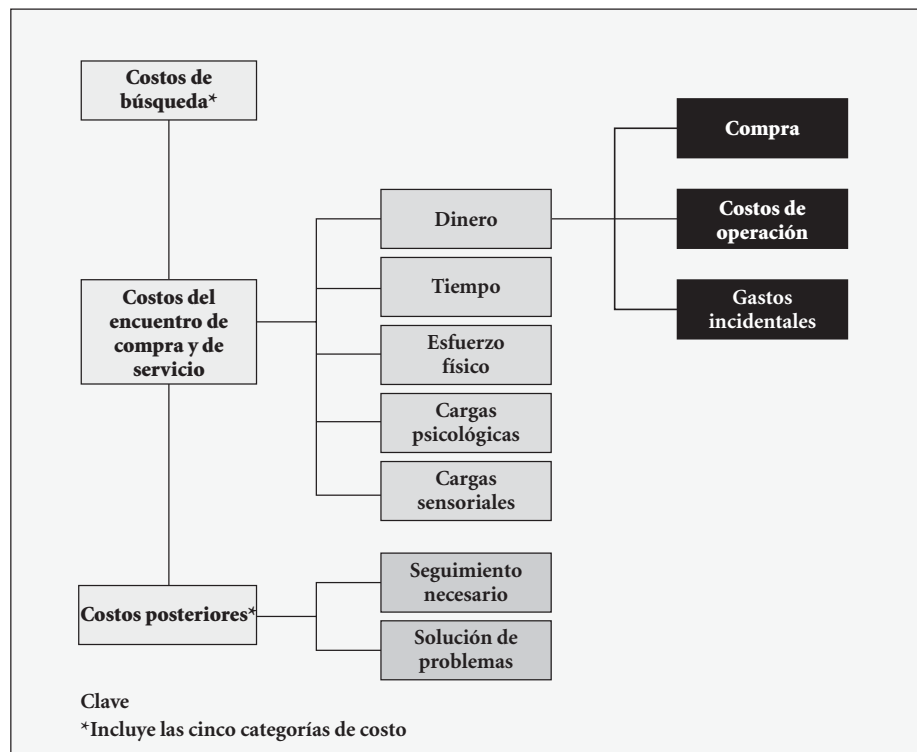 Costos de
búsqueda*
Costos del
encuentro de
compra y de
servicio
Costos posteriores*
Dinero
Tiempo
Esfuerzo
físico
Cargas
psicológicas
Cargas
sensoriales
Seguimiento
necesario
Solución de
problemas
Compra
Costos de
operación
Gastos
incidentales
Clave
*Incluye las cinco categorías de costo